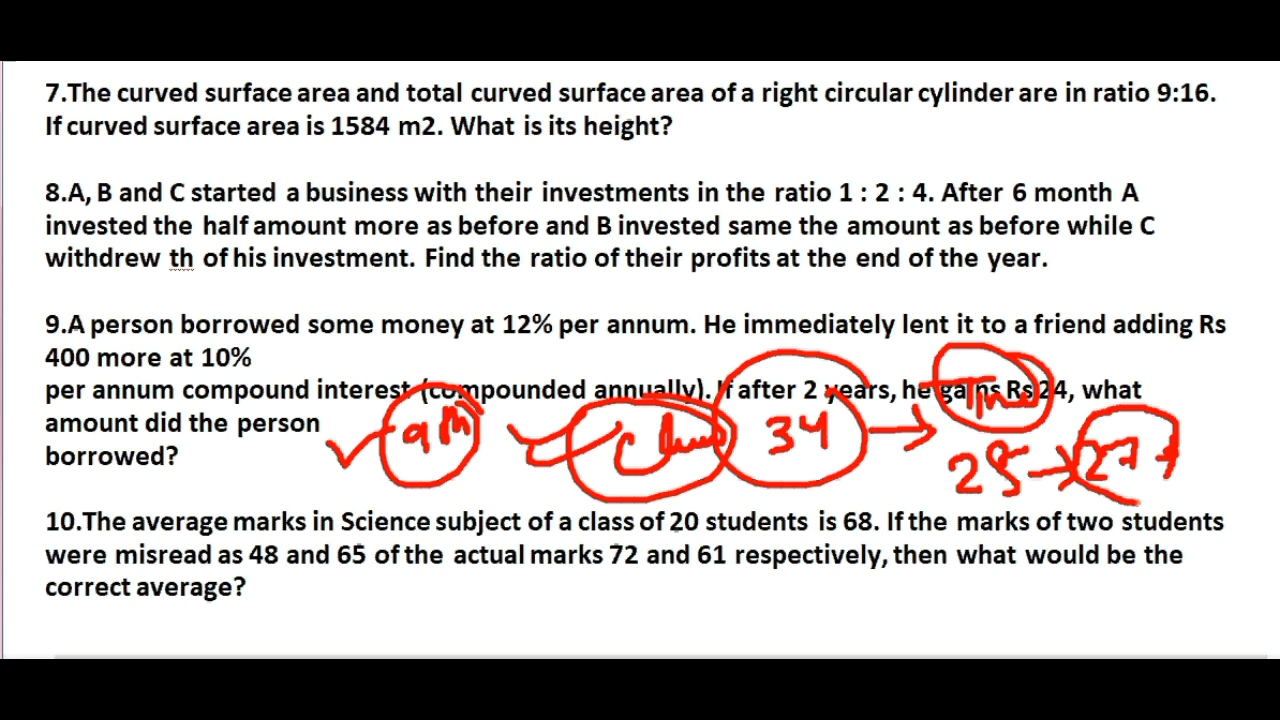 7.The curved surface area and total curved surface area of a right circular cylinder are in ratio 9:16.
If curved surface area is 1584 m2. What is its height?
8.A, B and C started a business with their investments in the ratio 1 : 2 : 4. After 6 month A
invested the half amount more as before and B invested same the amount as before while C
withdrew th of his investment. Find the ratio of their profits at the end of the year.
9.A person borrowed some money at 12% per annum. He immediately lent it to a friend adding Rs
400 more at 10%
per annum compound interest (compounded annually). If after 2 years, he gains Rs 24, what
amount did the person
34
borrowed?
10.The average marks in Science subject of a class of 20 students is 68. If the marks of two students
were misread as 48 and 65 of the actual marks 72 and 61 respectively, then what would be the
correct average?